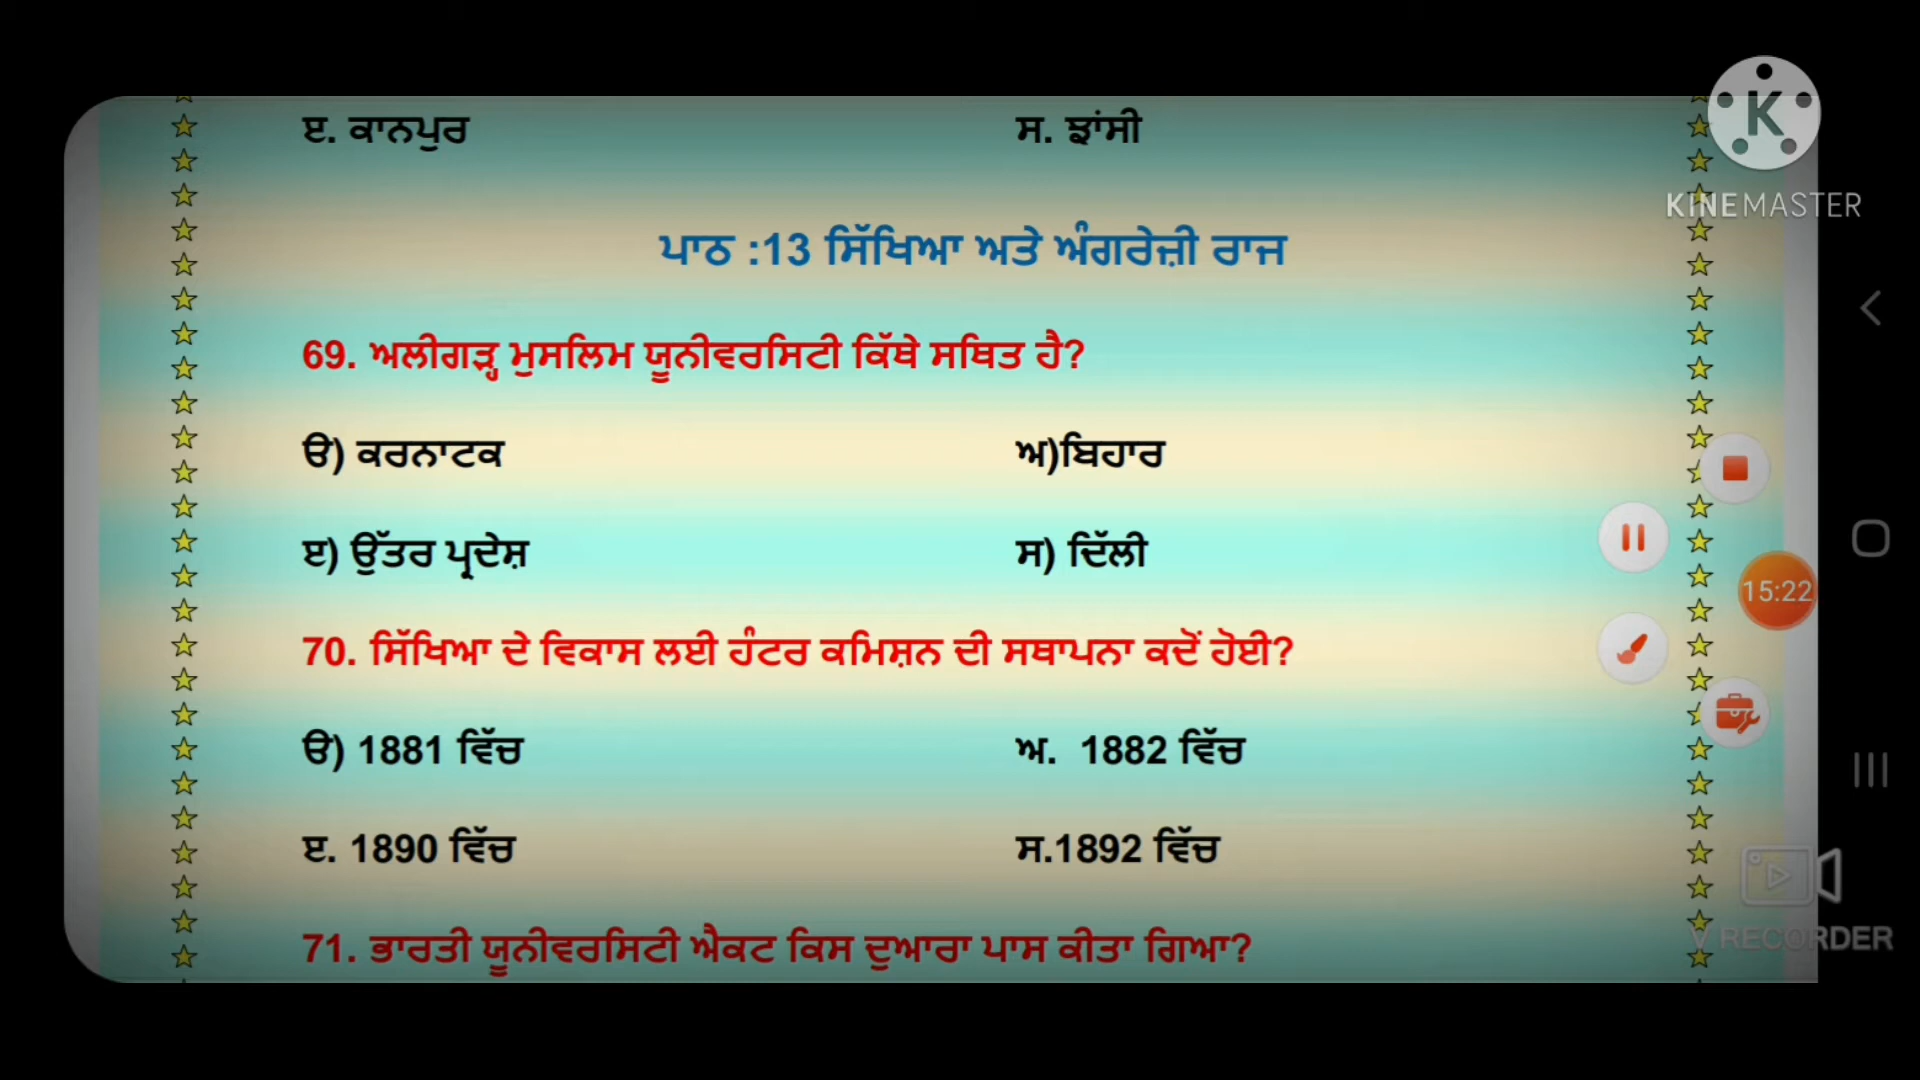 ੲ. ਕਾਨਪੁਰ ਸ. ਝਾਂਸੀ
ਪਾਠ :13 ਸਿੱਖਿਆ ਅਤੇ ਅੰਗਰੇਜ਼ੀ ਰਾਜ
69. ਅਲੀਗੜ੍ਹ ਮੁਸਲਿਮ ਯੂਨੀਵਰਸਿਟੀ ਕਿੱਥੇ ਸਥਿਤ ਹੈ?
ੳ) ਕਰਨਾਟਕ ਅ)ਬਿਹਾਰ
ੲ) ਉੱਤਰ ਪ੍ਰਦੇਸ਼ ਸ) ਦਿੱਲੀ
70. ਸਿੱਖਿਆ ਦੇ ਵਿਕਾਸ ਲਈ ਹੰਟਰ ਕਮਿਸ਼ਨ ਦੀ ਸਥਾਪਨਾ ਕਦੋਂ ਹੋਈ?
ੳ) 1881 ਵਿੱਚ ਅ. 1882 ਵਿੱਚ
ੲ. 1890 ਵਿੱਚ ਸ.1892 ਵਿੱਚ
71. ਭਾਰਤੀ ਯੂਨੀਵਰਸਿਟੀ ਐਕਟ ਕਿਸ ਦੁਆਰਾ ਪਾਸ ਕੀਤਾ ਗਿਆ?
K
KINEMASTER
15:22
V RECORDER